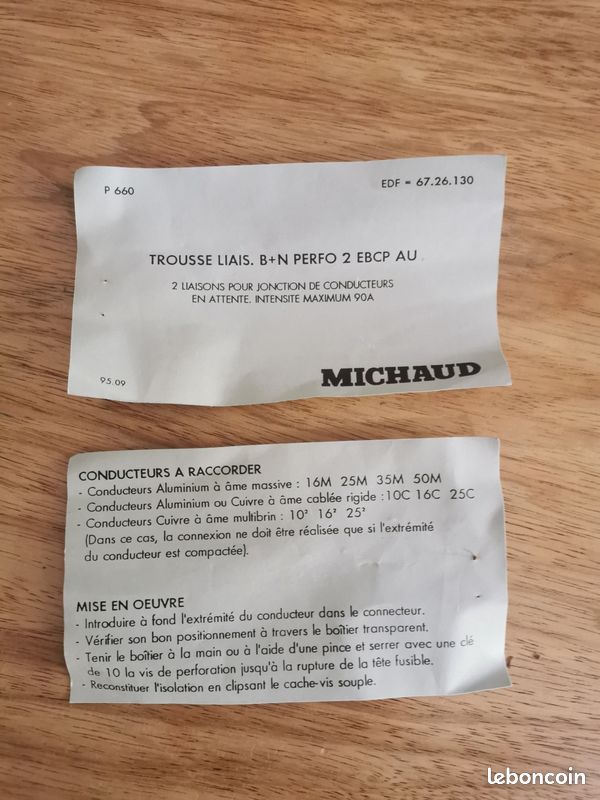 P 660
EDF = 67.26.130
TROUSSE LIAIS. B+N PERFO 2 EBCP AU
2 LIAISONS POUR JONCTION DE CONDUCTEURS
EN ATTENTE. INTENSITE MAXIMUM 90A
95.09
MICHAUD
CONDUCTEURS A RACCORDER
- Conducteurs Aluminium à âme massive : 16M 25M 35M 50M
- Conducteurs Aluminium ou Cuivre à âme cablée rigide : 10C 16C 25C
- Conducteurs Cuivre à âme multibrin : 10² 16² 25²
(Dans ce cas, la connexion ne doit être réalisée que si l'extrémité
du conducteur est compactée).
MISE EN OEUVRE
- Introduire à fond l'extrémité du conducteur dans le connecteur.
- Vérifier son bon positionnement à travers le boîtier transparent.
- Tenir le boîtier à la main ou à l'aide d'une pince et serrer avec une clé
de 10 la vis de perforation jusqu'à la rupture de la tête fusible.
- Reconstituer l'isolation en clipsant le cache-vis souple.
leboncoin